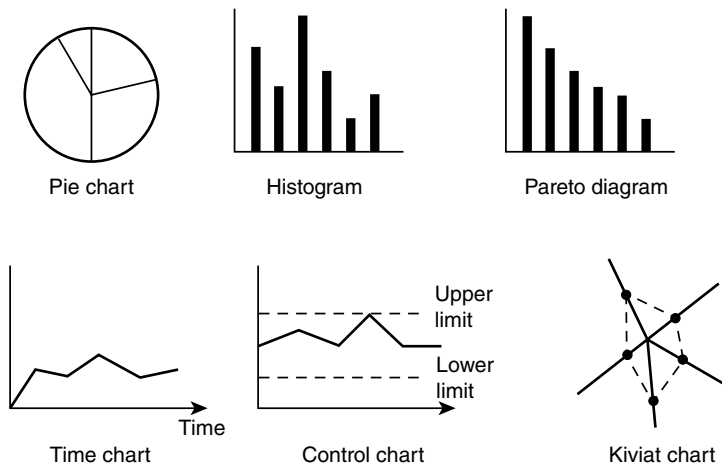 Pie chart
Histogram
Pareto diagram
Upper
limit
Lower
limit
Time
Time chart
Control chart
Kiviat chart